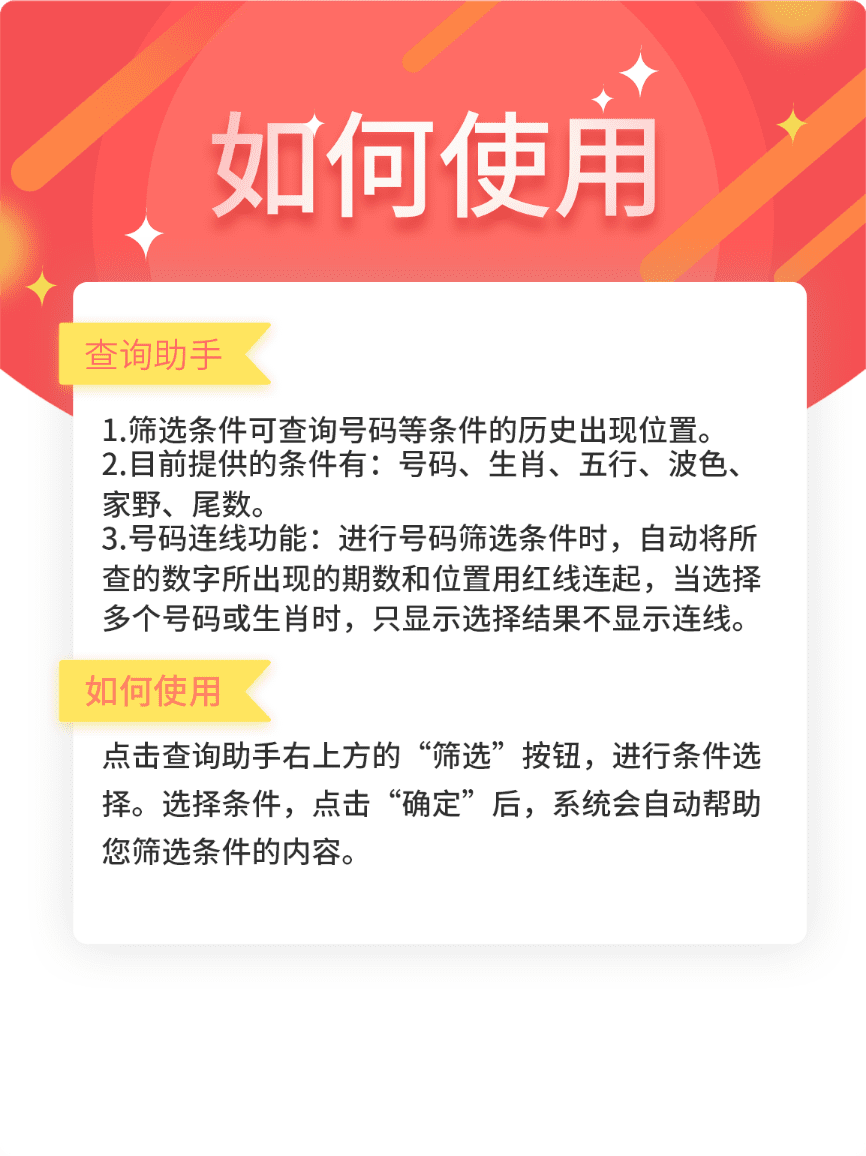 如何使用
查询助手
1.筛选条件可查询号码等条件的历史出现位置。
2.目前提供的条件有：号码、生肖、五行、波色、
家野、尾数。
3.号码连线功能：进行号码筛选条件时，自动将所
查的数字所出现的期数和位置用红线连起，当选择
多个号码或生肖时，只显示选择结果不显示连线。
如何使用
点击查询助手右上方的“筛选”按钮，进行条件选
择。选择条件，点击“确定”后，系统会自动帮助
您筛选条件的内容。